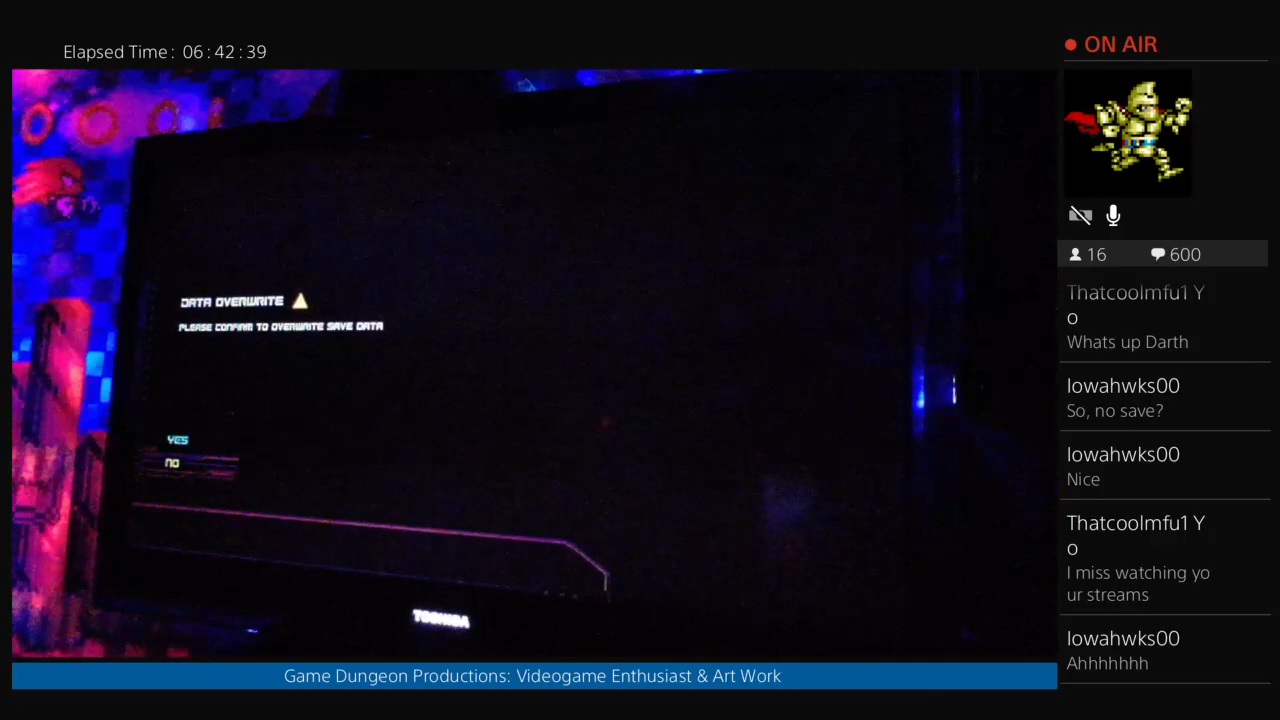 Elapsed Time: 06:42:39
ON AIR
16 600
DATA OVERWRITE
PLEASE CONFIRM TO OVERWRITE SAVE DATA
YES
NO
TOSHIBA
Thatcoolmfu1 Y
o
Whats up Darth
Iowahwks00
So, no save?
Iowahwks00
Nice
Thatcoolmfu1 Y
o
I miss watching yo
ur streams
Iowahwks00
Ahhhhhhh
Game Dungeon Productions: Videogame Enthusiast & Art Work